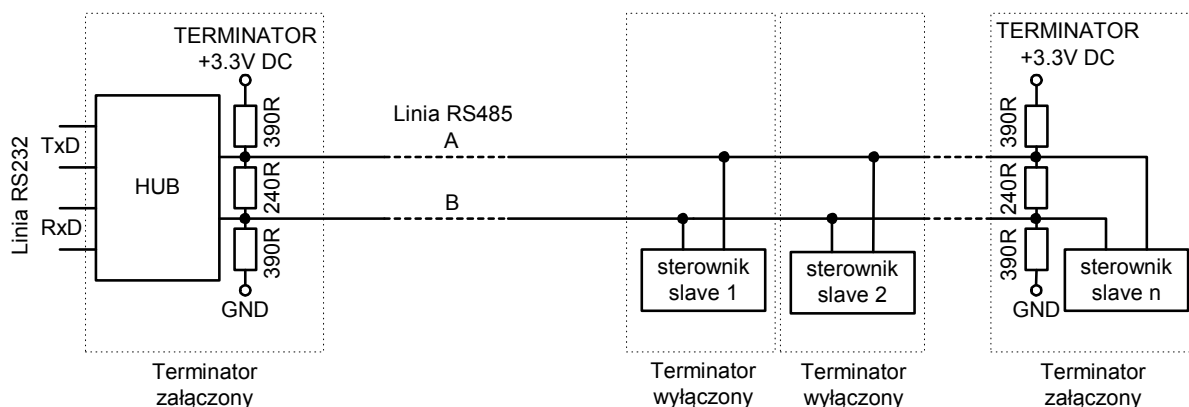 TERMINATOR
+3.3V DC
390R
240R
390R
GND
Linia RS232
TxD
RxD
HUB
Linia RS485
A
B
sterownik
slave 1
sterownik
slave 2
TERMINATOR
+3.3V DC
390R
240R
390R
GND
sterownik
slave n
Terminator
załączony
Terminator
wyłączony
Terminator
wyłączony
Terminator
załączony